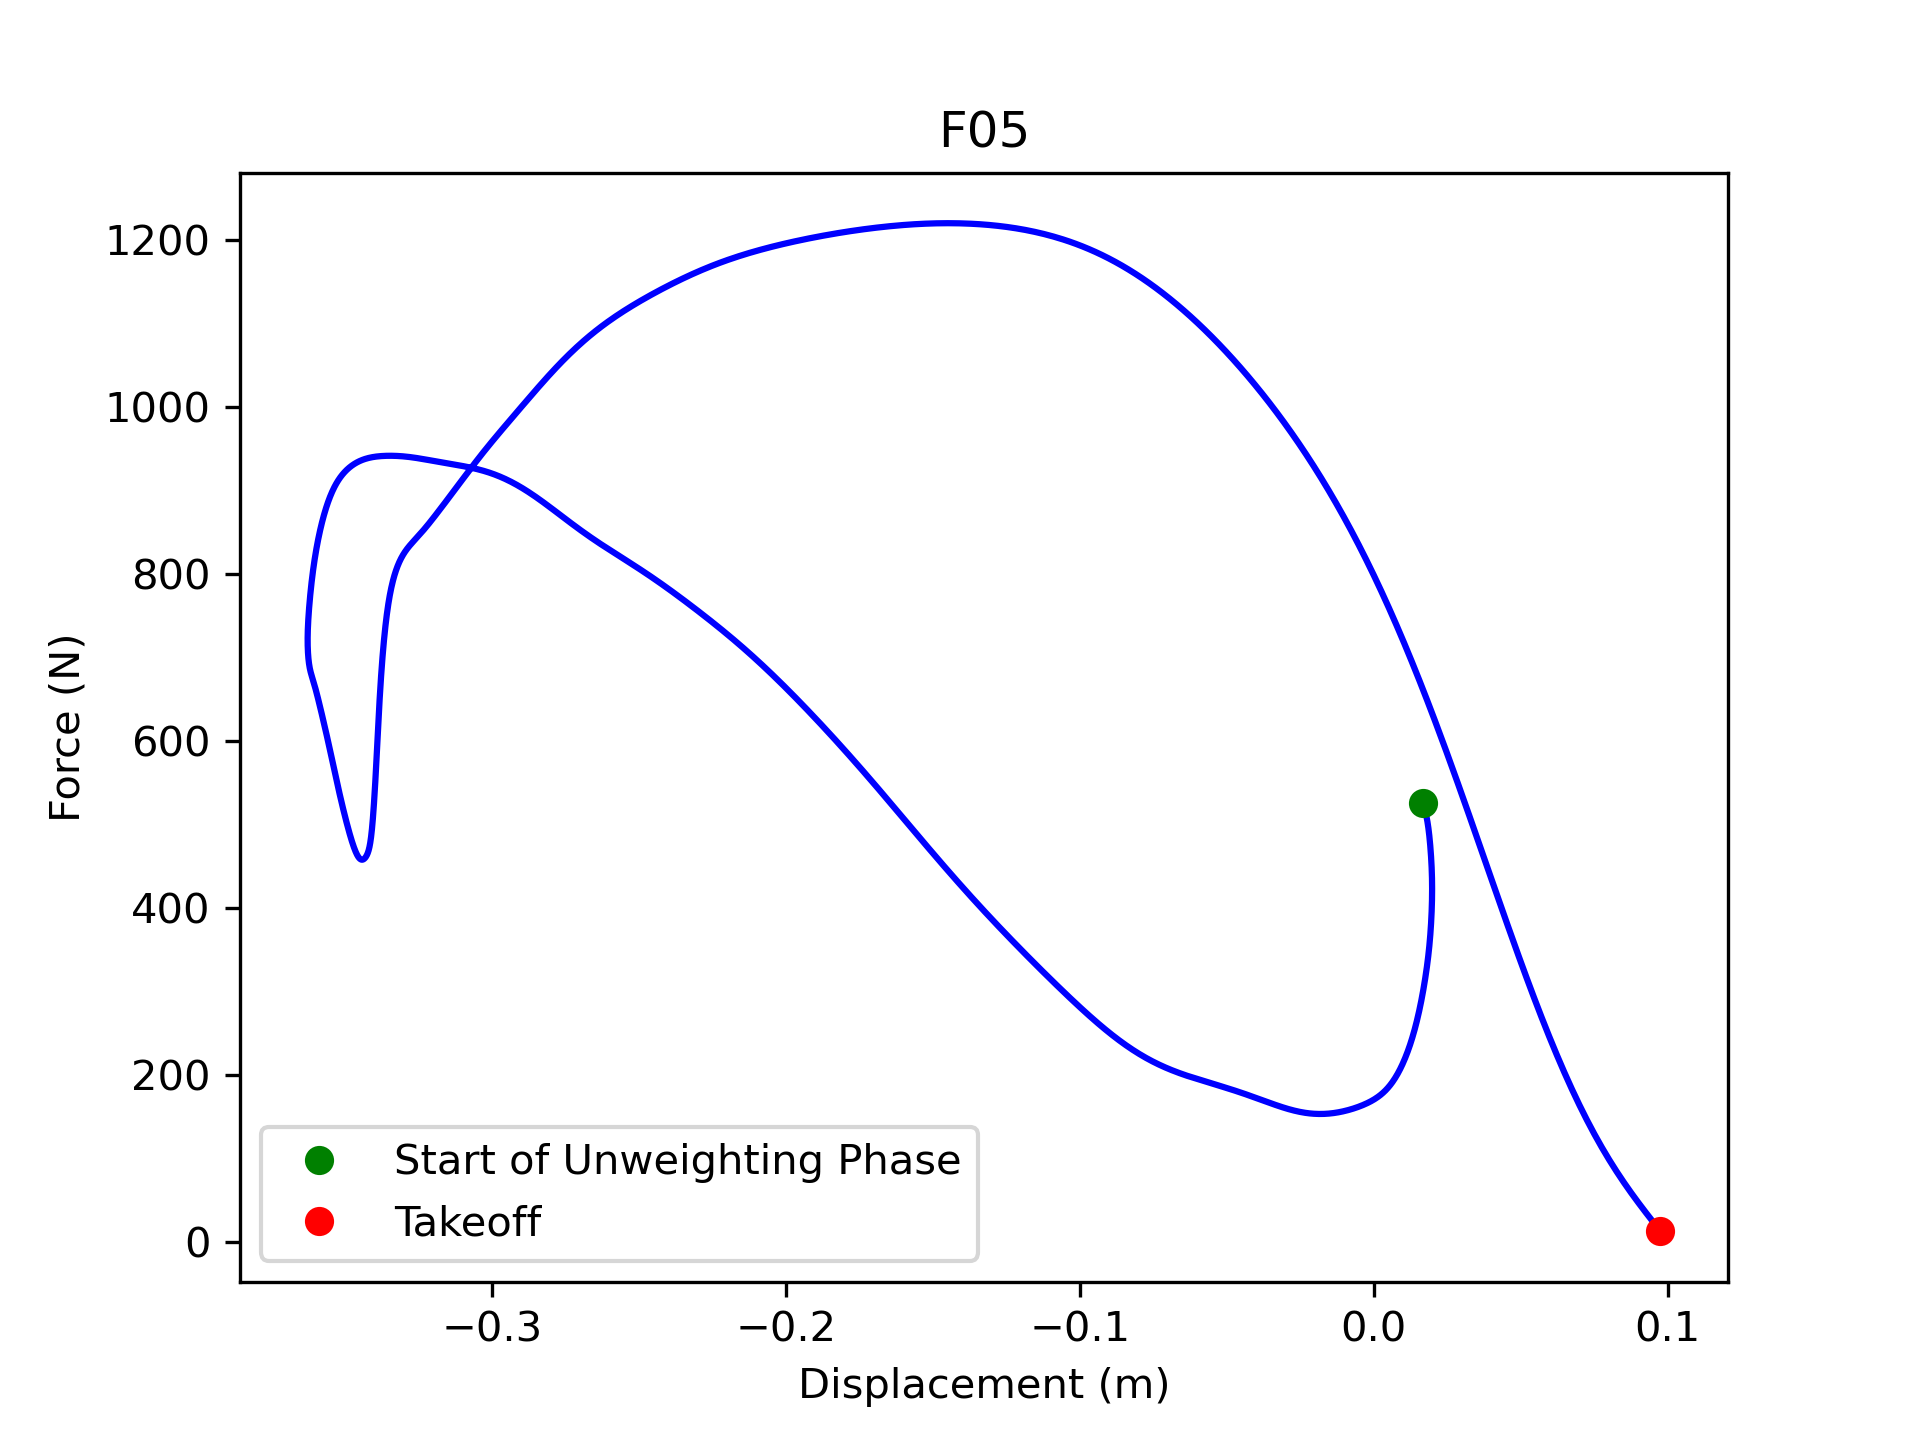 F05
1200
1000
800
600
400
200
0
Force (N)
Start of Unweighting Phase
Takeoff
−0.3
−0.2
−0.1
0.0
0.1
Displacement (m)